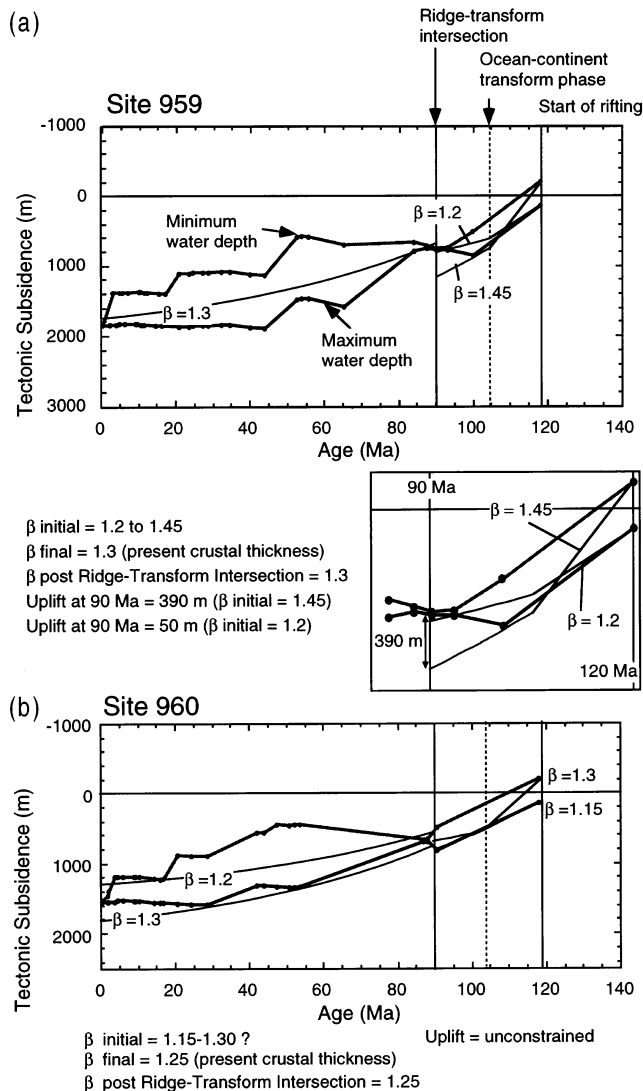 (a)
Ridge-transform
intersection
Ocean-continent
transform phase
Site 959
Start of rifting
-1000
0
1000
2000
3000
Tectonic Subsidence (m)
Minimum
water depth
β =1.2
β =1.45
β =1.3
Maximum
water depth
0 20 40 60 80 100 120 140
Age (Ma)
β initial = 1.2 to 1.45
β final = 1.3 (present crustal thickness)
β post Ridge-Transform Intersection = 1.3
Uplift at 90 Ma = 390 m (β initial = 1.45)
Uplift at 90 Ma = 50 m (β initial = 1.2)
90 Ma
β = 1.45
β = 1.2
390 m
120 Ma
(b)
Site 960
-1000
0
1000
2000
Tectonic Subsidence (m)
β =1.3
β =1.15
β =1.2
β =1.3
0 20 40 60 80 100 120 140
Age (Ma)
β initial = 1.15-1.30 ?
Uplift = unconstrained
β final = 1.25 (present crustal thickness)
β post Ridge-Transform Intersection = 1.25